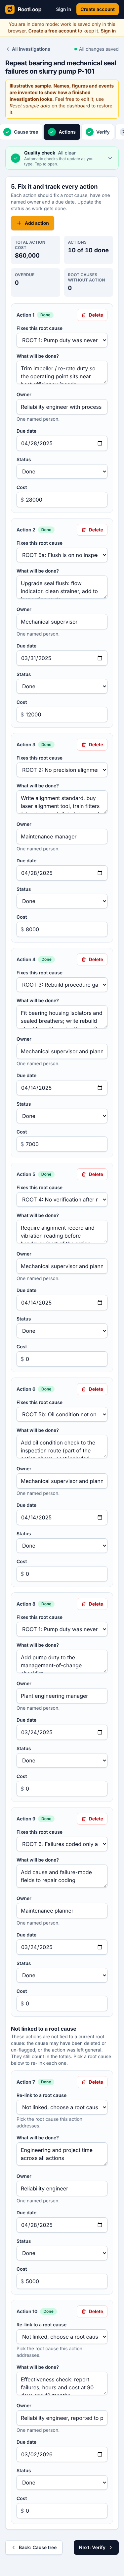 RootLoop
Sign in
Create account
You are in demo mode: work is saved only in this
browser. Create a free account to keep it. Sign in
All investigations
All changes saved
Repeat bearing and mechanical seal
failures on slurry pump P-101
Illustrative sample. Names, figures and events
are invented to show how a finished
investigation looks. Feel free to edit it; use
Reset sample data on the dashboard to restore
it.
Cause tree
Actions
Verify
Quality check All clear
Automatic checks that update as you
type. Tap to open.
5. Fix it and track every action
Each action should fix a root cause, have one
named owner and a due date. Update the
status as work gets done.
Add action
TOTAL ACTION
COST
$60,000
ACTIONS
10 of 10 done
OVERDUE
0
ROOT CAUSES
WITHOUT ACTION
0
Action 1 Done
Delete
Fixes this root cause
ROOT 1: Pump duty was never
What will be done?
Trim impeller / re-rate duty so
the operating point sits near
Owner
Reliability engineer with process
One named person.
Due date
04/28/2025
Status
Done
Cost
$ 28000
Action 2 Done
Delete
Fixes this root cause
ROOT 5a: Flush is on no inspe
What will be done?
Upgrade seal flush: flow
indicator, clean strainer, add to
Owner
Mechanical supervisor
One named person.
Due date
03/31/2025
Status
Done
Cost
$ 12000
Action 3 Done
Delete
Fixes this root cause
ROOT 2: No precision alignme
What will be done?
Write alignment standard, buy
laser alignment tool, train fitters
Owner
Maintenance manager
One named person.
Due date
04/28/2025
Status
Done
Cost
$ 8000
Action 4 Done
Delete
Fixes this root cause
ROOT 3: Rebuild procedure ga
What will be done?
Fit bearing housing isolators and
sealed breathers; write rebuild
Owner
Mechanical supervisor and plann
One named person.
Due date
04/14/2025
Status
Done
Cost
$ 7000
Action 5 Done
Delete
Fixes this root cause
ROOT 4: No verification after r
What will be done?
Require alignment record and
vibration reading before
Owner
Mechanical supervisor and plann
One named person.
Due date
04/14/2025
Status
Done
Cost
$ 0
Action 6 Done
Delete
Fixes this root cause
ROOT 5b: Oil condition not on
What will be done?
Add oil condition check to the
inspection route (part of the
Owner
Mechanical supervisor and plann
One named person.
Due date
04/14/2025
Status
Done
Cost
$ 0
Action 8 Done
Delete
Fixes this root cause
ROOT 1: Pump duty was never
What will be done?
Add pump duty to the
management-of-change
Owner
Plant engineering manager
One named person.
Due date
03/24/2025
Status
Done
Cost
$ 0
Action 9 Done
Delete
Fixes this root cause
ROOT 6: Failures coded only a
What will be done?
Add cause and failure-mode
fields to repair coding
Owner
Maintenance planner
One named person.
Due date
03/24/2025
Status
Done
Cost
$ 0
Not linked to a root cause
These actions are not tied to a current root
cause: the cause may have been deleted or
un-flagged, or the action was left general.
They still count in the totals. Pick a root cause
below to re-link each one.
Action 7 Done
Delete
Re-link to a root cause
Not linked, choose a root caus
Pick the root cause this action
addresses.
What will be done?
Engineering and project time
across all actions
Owner
Reliability engineer
One named person.
Due date
04/28/2025
Status
Done
Cost
$ 5000
Action 10 Done
Delete
Re-link to a root cause
Not linked, choose a root caus
Pick the root cause this action
addresses.
What will be done?
Effectiveness check: report
failures, hours and cost at 90
Owner
Reliability engineer, reported to p
One named person.
Due date
03/02/2026
Status
Done
Cost
$ 0
Back: Cause tree
Next: Verify